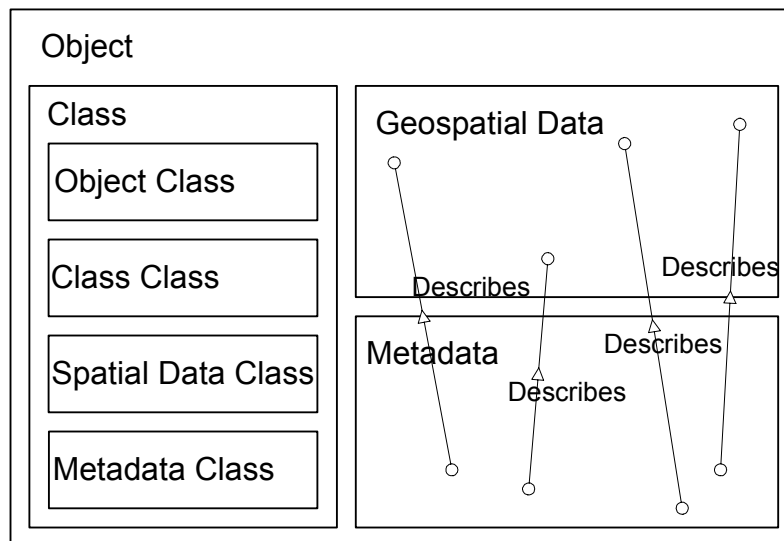 Object
Class
Object Class
Class Class
Spatial Data Class
Metadata Class
Geospatial Data
Describes
Describes
Metadata
Describes
Describes